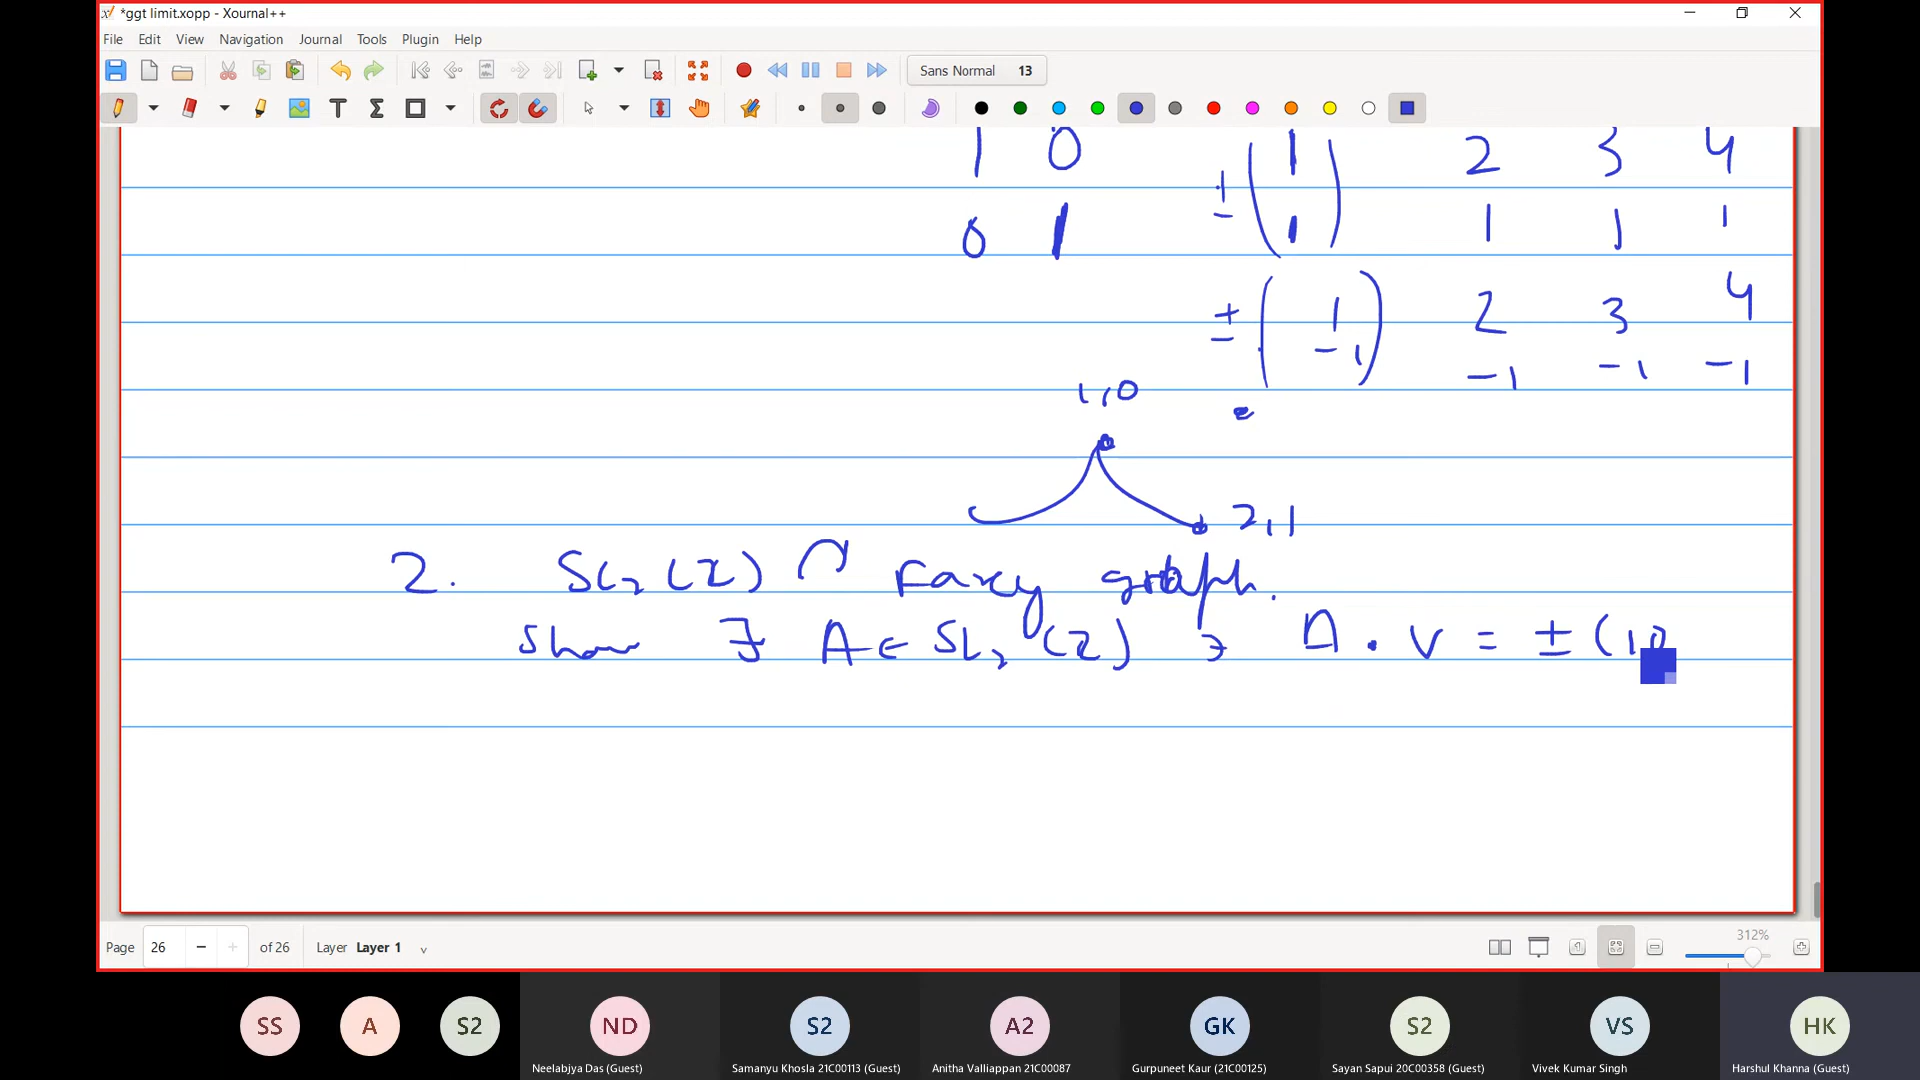 *ggt limit.xopp - Xournal++
File Edit View Navigation Journal Tools Plugin Help
Sans Normal 13
1 0 ± ( 1 ) 2 3 4
0 1 1 1 1 1
± ( 1 ) 2 3 4
-1 -1 -1 -1
1,0
2,1
2. SL₂(Z) ↷ Farey graph.
Show ∃ A ∈ SL₂(Z) ∋ A . v = ± (1,0
Page 26 of 26 Layer Layer 1 312%
SS A S2 ND S2 A2 GK S2 VS HK
Neelabjya Das (Guest) Samanyu Khosla 21C00113 (Guest) Anitha Valliappan 21C00087 Gurpuneet Kaur (21C00125) Sayan Sapui 20C00358 (Guest) Vivek Kumar Singh Harshul Khanna (Guest)